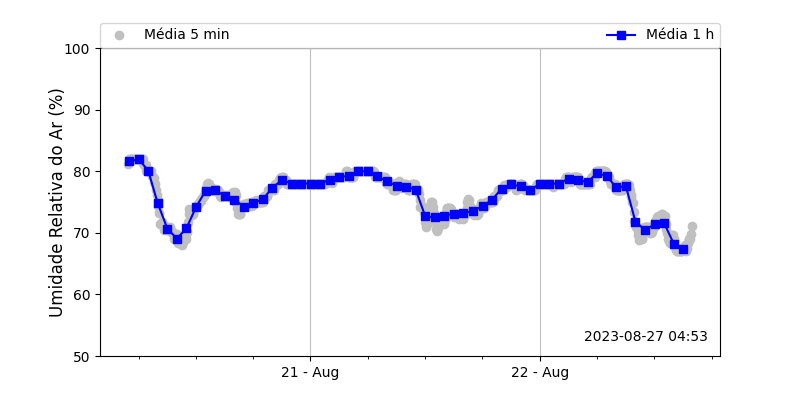 Média 5 min
Média 1 h
100
90
80
70
60
50
Umidade Relativa do Ar (%)
2023-08-27 04:53
21 - Aug
22 - Aug